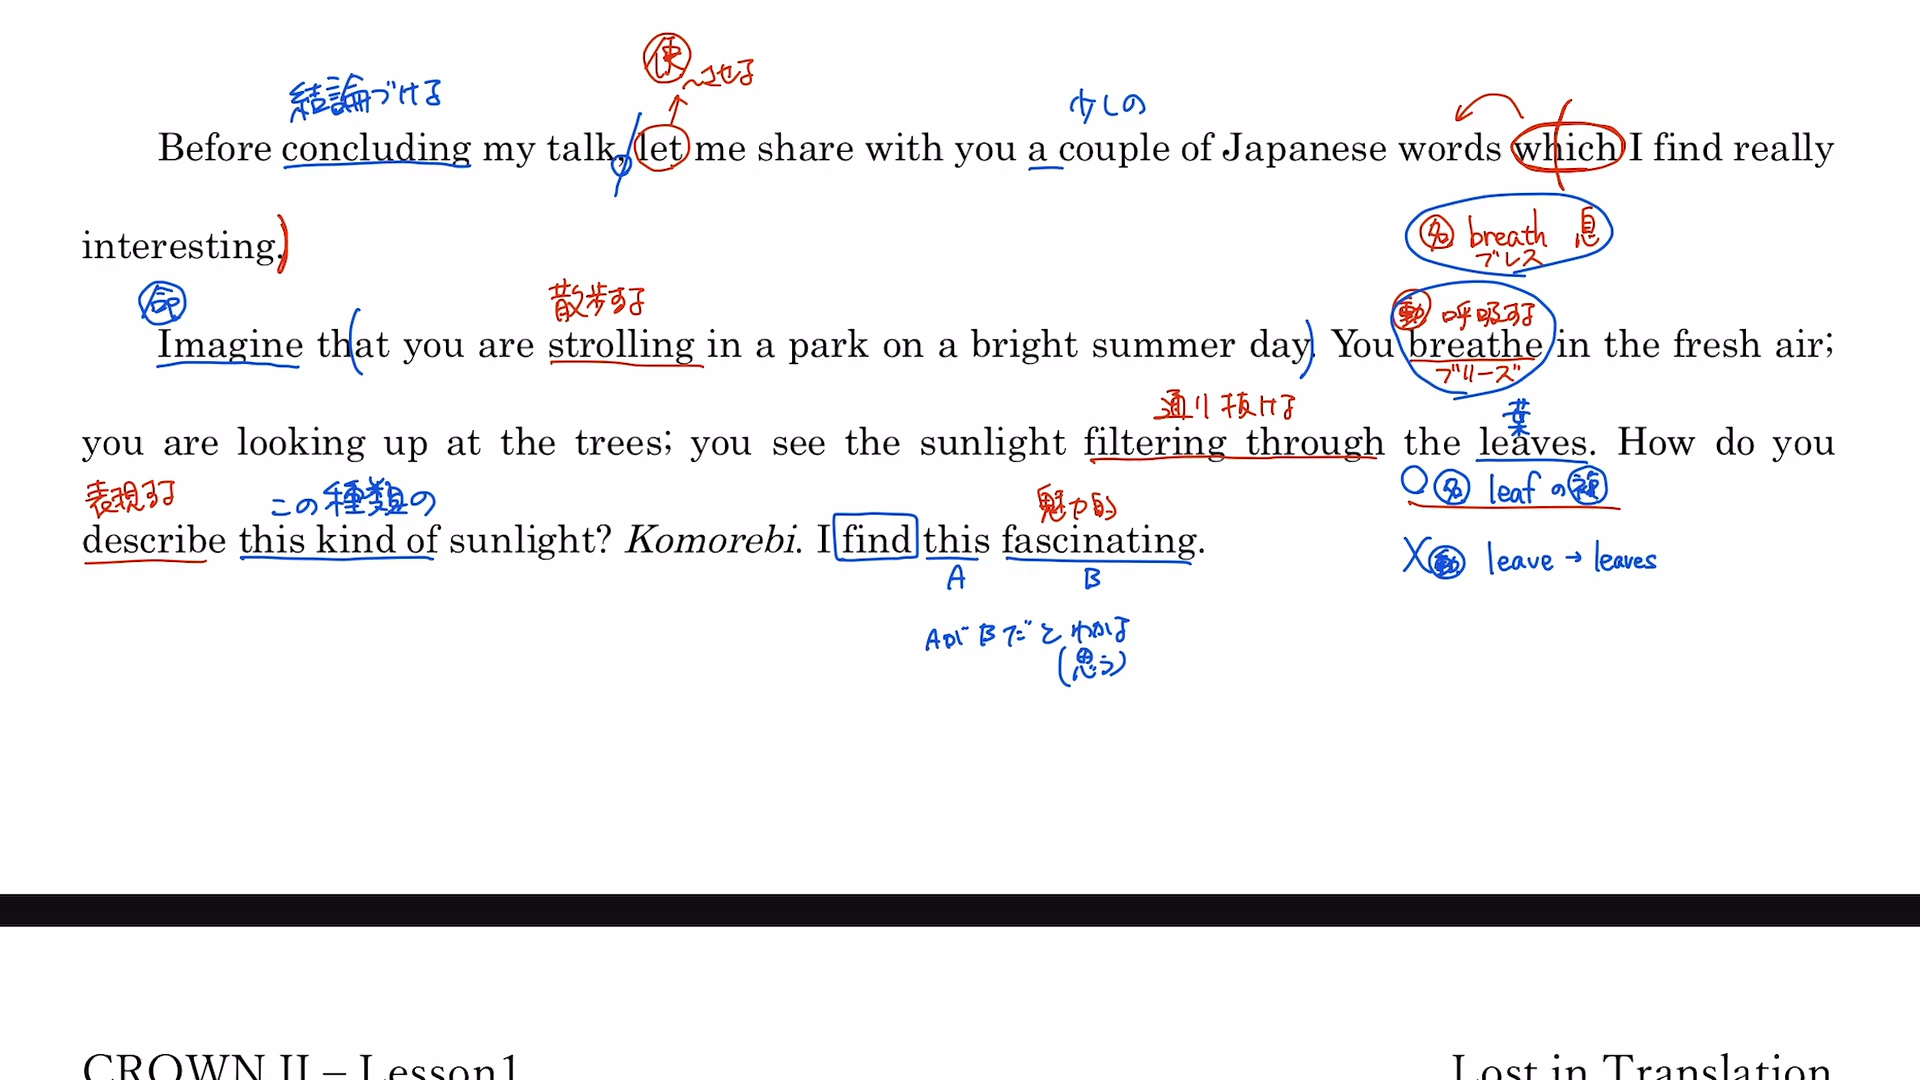 使
～させる
結論づける
少しの
Before concluding my talk, let me share with you a couple of Japanese words which I find really
名 breath 息
ブレス
interesting.
命
散歩する
動 呼吸する
Imagine that you are strolling in a park on a bright summer day. You breathe in the fresh air;
ブリーズ
通り抜ける
葉
you are looking up at the trees; you see the sunlight filtering through the leaves. How do you
表現する
この種類の
魅力的
○名 leaf の複
describe this kind of sunlight? Komorebi. I find this fascinating.
X動 leave → leaves
A B
AがBだとわかる
(思う)
CROWN II – Lesson1
Lost in Translation